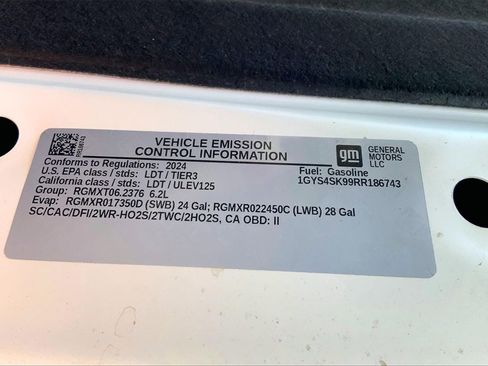 VEHICLE EMISSION
CONTROL INFORMATION
gm
GENERAL
MOTORS
LLC
Conforms to Regulations: 2024
U.S. EPA class / stds: LDT / TIER3
Fuel: Gasoline
California class / stds: LDT / ULEV125
1GYS4SK99RR186743
Group: RGMXT06.2376 6.2L
Evap: RGMXR017350D (SWB) 24 Gal; RGMXR022450C (LWB) 28 Gal
SC/CAC/DFI/2WR-HO2S/2TWC/2HO2S, CA OBD: II